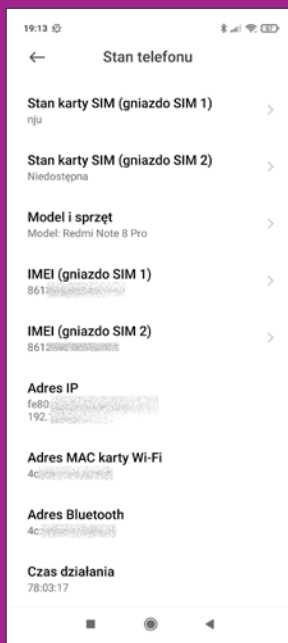 19:13
57
Stan telefonu
Stan karty SIM (gniazdo SIM 1)
nju
Stan karty SIM (gniazdo SIM 2)
Niedostępna
Model i sprzęt
Model: Redmi Note 8 Pro
IMEI (gniazdo SIM 1)
861
IMEI (gniazdo SIM 2)
861
Adres IP
fe80:
192.
Adres MAC karty Wi-Fi
4c
Adres Bluetooth
4c:
Czas działania
78:03:17